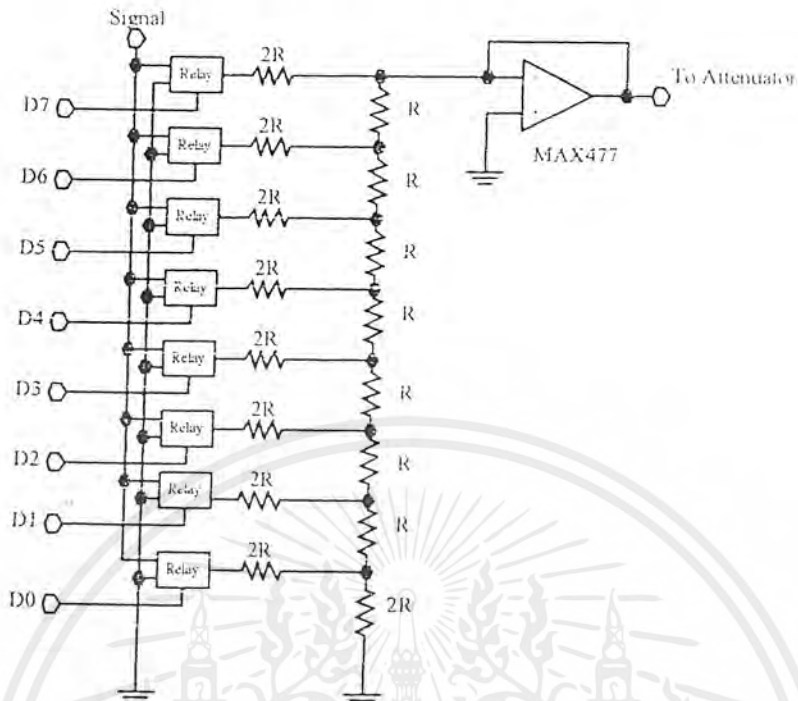 Signal
Relay
2R
To Attenuator
D7
R
MAX477
Relay
2R
D6
R
Relay
2R
D5
R
Relay
2R
D4
R
Relay
2R
D3
R
Relay
2R
D2
R
Relay
2R
D1
R
Relay
2R
D0
2R